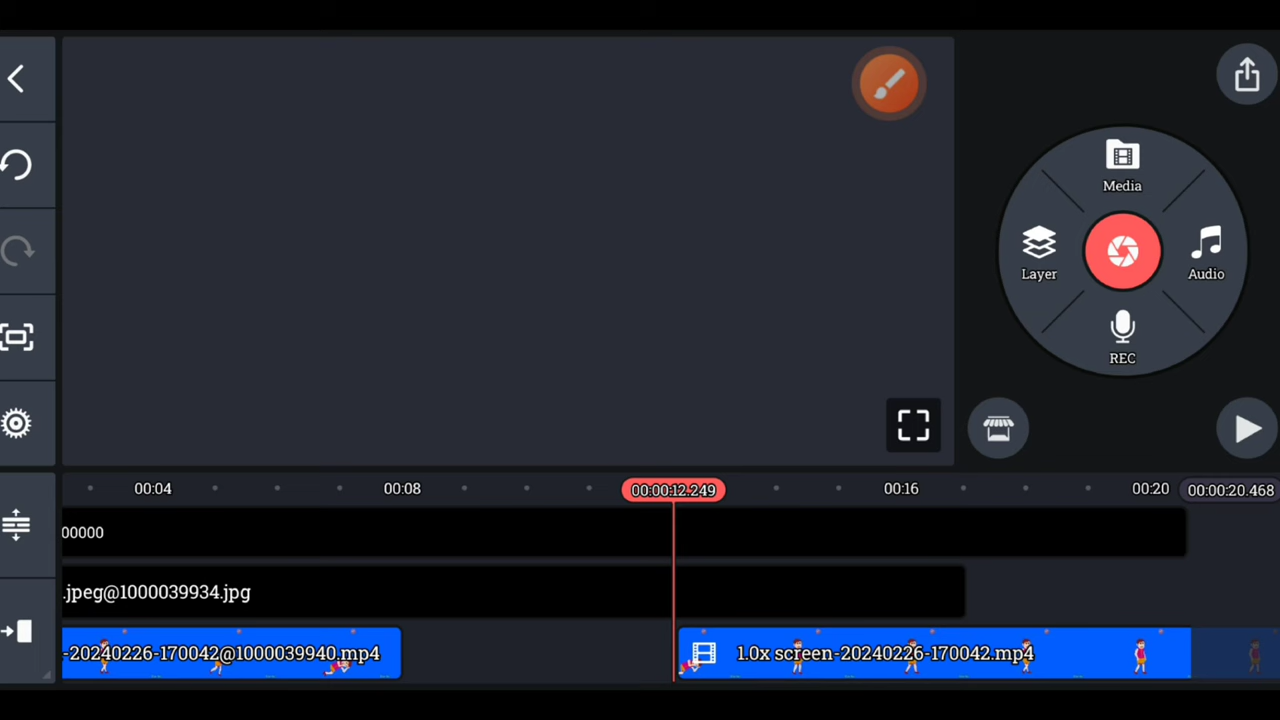 Media
Layer
Audio
REC
00:04
00:08
00:00:12.249
00:16
00:20
00:00:20.468
00000
.jpeg@1000039934.jpg
-20240226-170042@1000039940.mp4
1.0x screen-20240226-170042.mp4